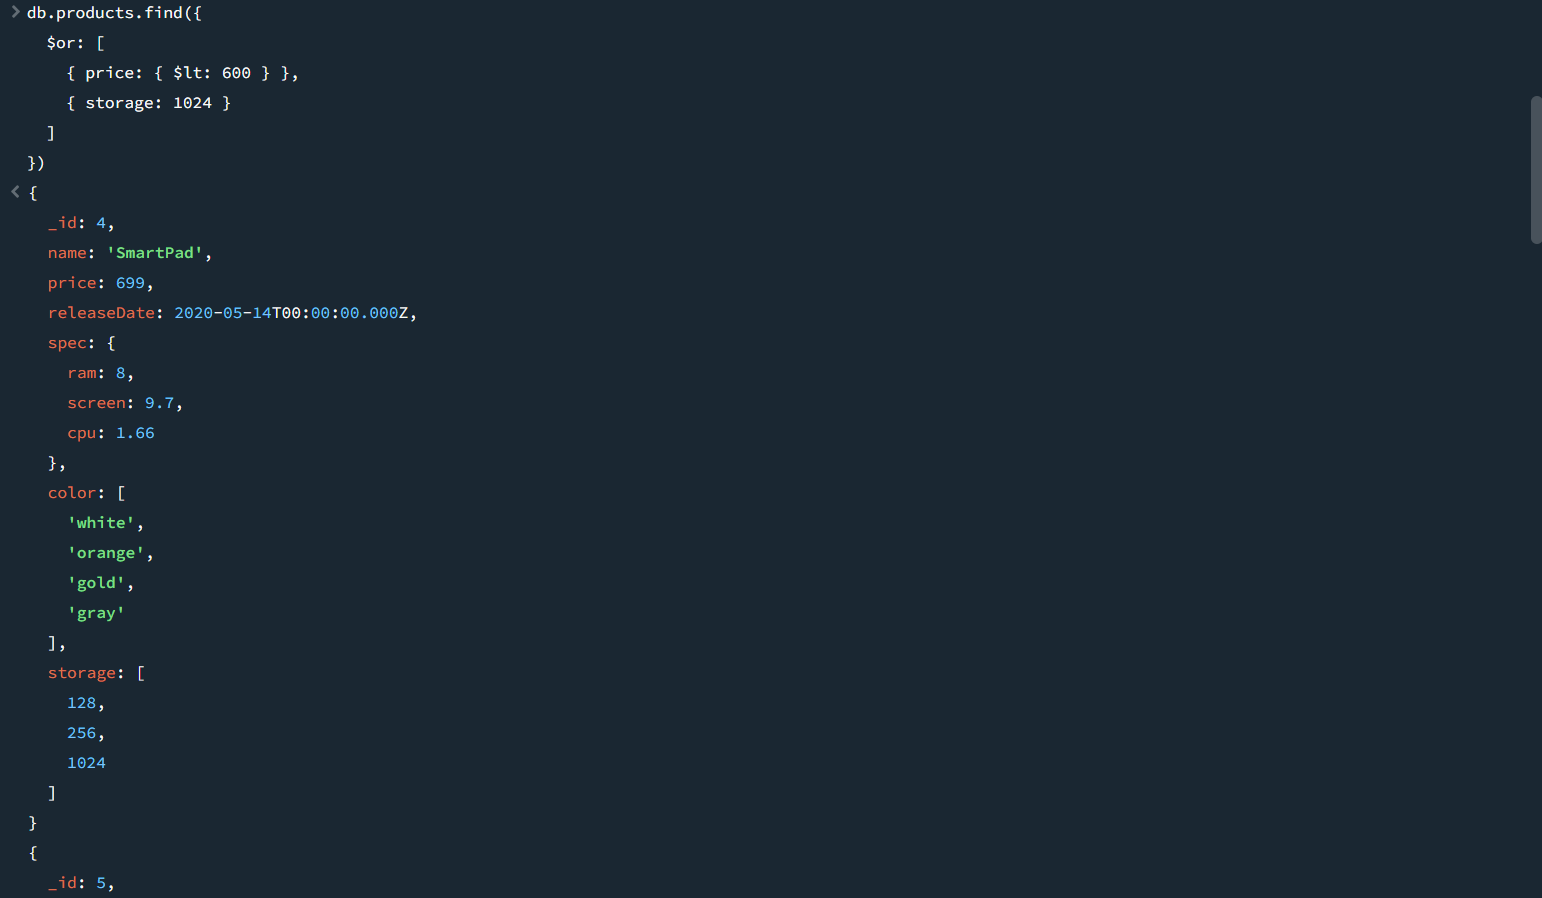 db.products.find({
  $or: [
    { price: { $lt: 600 } },
    { storage: 1024 }
  ]
})
{
  _id: 4,
  name: 'SmartPad',
  price: 699,
  releaseDate: 2020-05-14T00:00:00.000Z,
  spec: {
    ram: 8,
    screen: 9.7,
    cpu: 1.66
  },
  color: [
    'white',
    'orange',
    'gold',
    'gray'
  ],
  storage: [
    128,
    256,
    1024
  ]
}
{
  _id: 5,